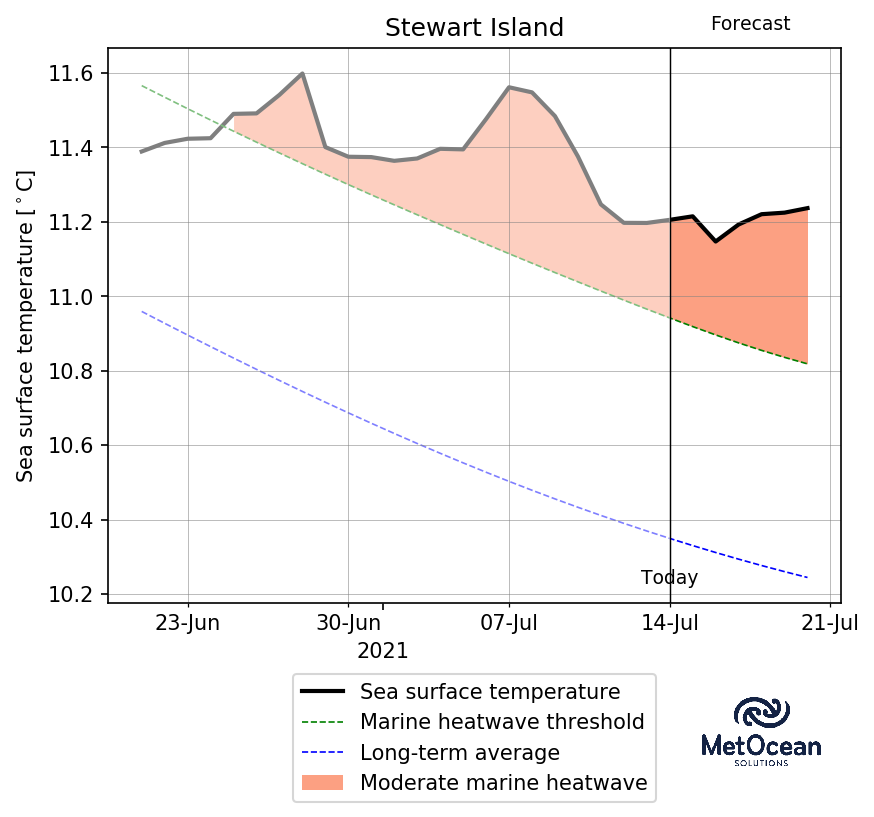 Stewart Island
Forecast
Sea surface temperature [°C]
11.6
11.4
11.2
11.0
10.8
10.6
10.4
10.2
Today
23-Jun
30-Jun
07-Jul
14-Jul
21-Jul
2021
Sea surface temperature
Marine heatwave threshold
Long-term average
Moderate marine heatwave
MetOcean
SOLUTIONS